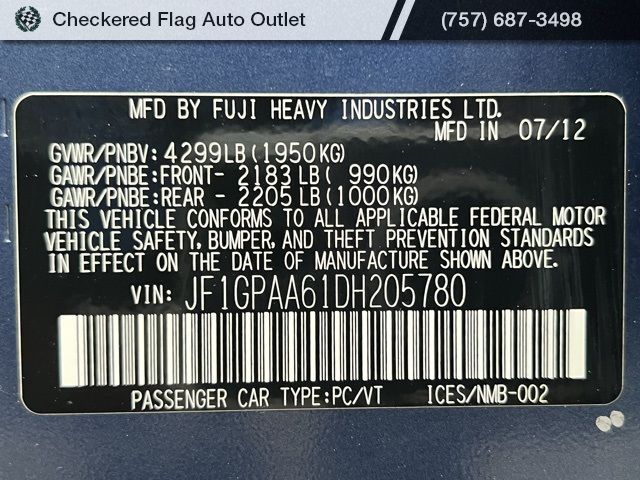 Checkered Flag Auto Outlet (757) 687-3498
MFD BY FUJI HEAVY INDUSTRIES LTD.
MFD IN 07/12
GVWR/PNBV: 4299LB(1950KG)
GAWR/PNBE:FRONT- 2183LB( 990KG)
GAWR/PNBE:REAR - 2205LB(1000KG)
THIS VEHICLE CONFORMS TO ALL APPLICABLE FEDERAL MOTOR
VEHICLE SAFETY, BUMPER, AND THEFT PREVENTION STANDARDS
IN EFFECT ON THE DATE OF MANUFACTURE SHOWN ABOVE.
VIN: JF1GPAA61DH205780
PASSENGER CAR TYPE:PC/VT ICES/NMB-002